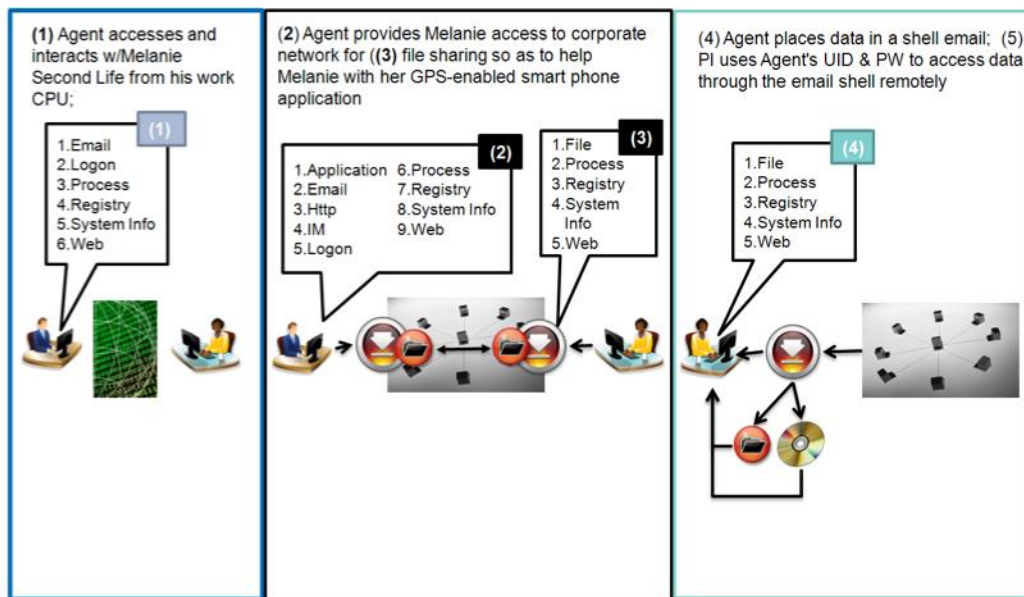 (1) Agent accesses and
interacts w/Melanie
Second Life from his work
CPU;
(1)
1.Email
2.Logon
3.Process
4.Registry
5.System Info
6.Web
(2) Agent provides Melanie access to corporate
network for ((3) file sharing so as to help
Melanie with her GPS-enabled smart phone
application
(2)
1.Application
2.Email
3.Http
4.IM
5.Logon
6.Process
7.Registry
8.System Info
9.Web
(3)
1.File
2.Process
3.Registry
4.System
Info
5.Web
(4) Agent places data in a shell email; (5)
PI uses Agent's UID & PW to access data
through the email shell remotely
(4)
1.File
2.Process
3.Registry
4.System Info
5.Web